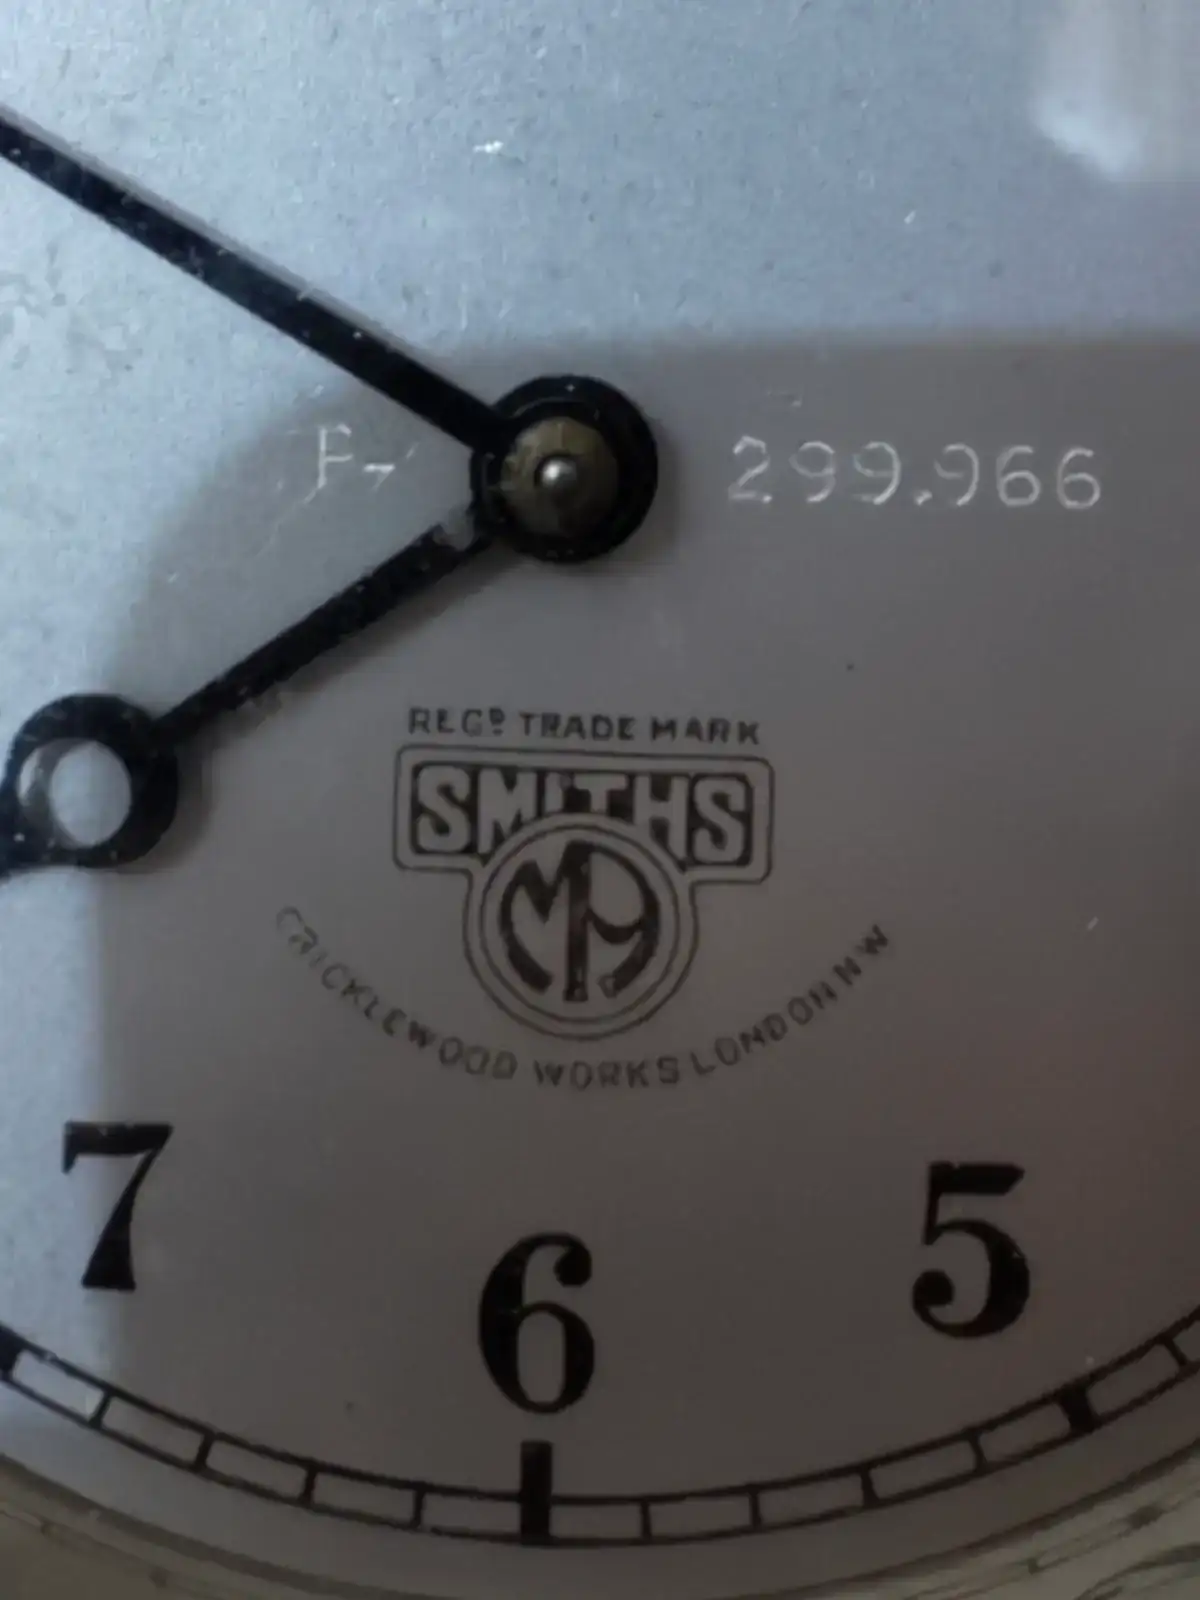 P- 299.966
REGD TRADE MARK
SMITHS
MA
CRICKLEWOOD WORKS LONDON NW
7
6
5